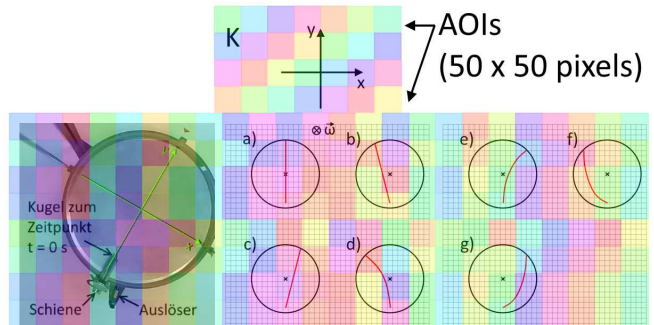 K
y
x
AOIs
(50 x 50 pixels)
Kugel zum
Zeitpunkt
t = 0 s
Schiene
Auslöser
⊗ ω⃗
a)
b)
e)
f)
c)
d)
g)